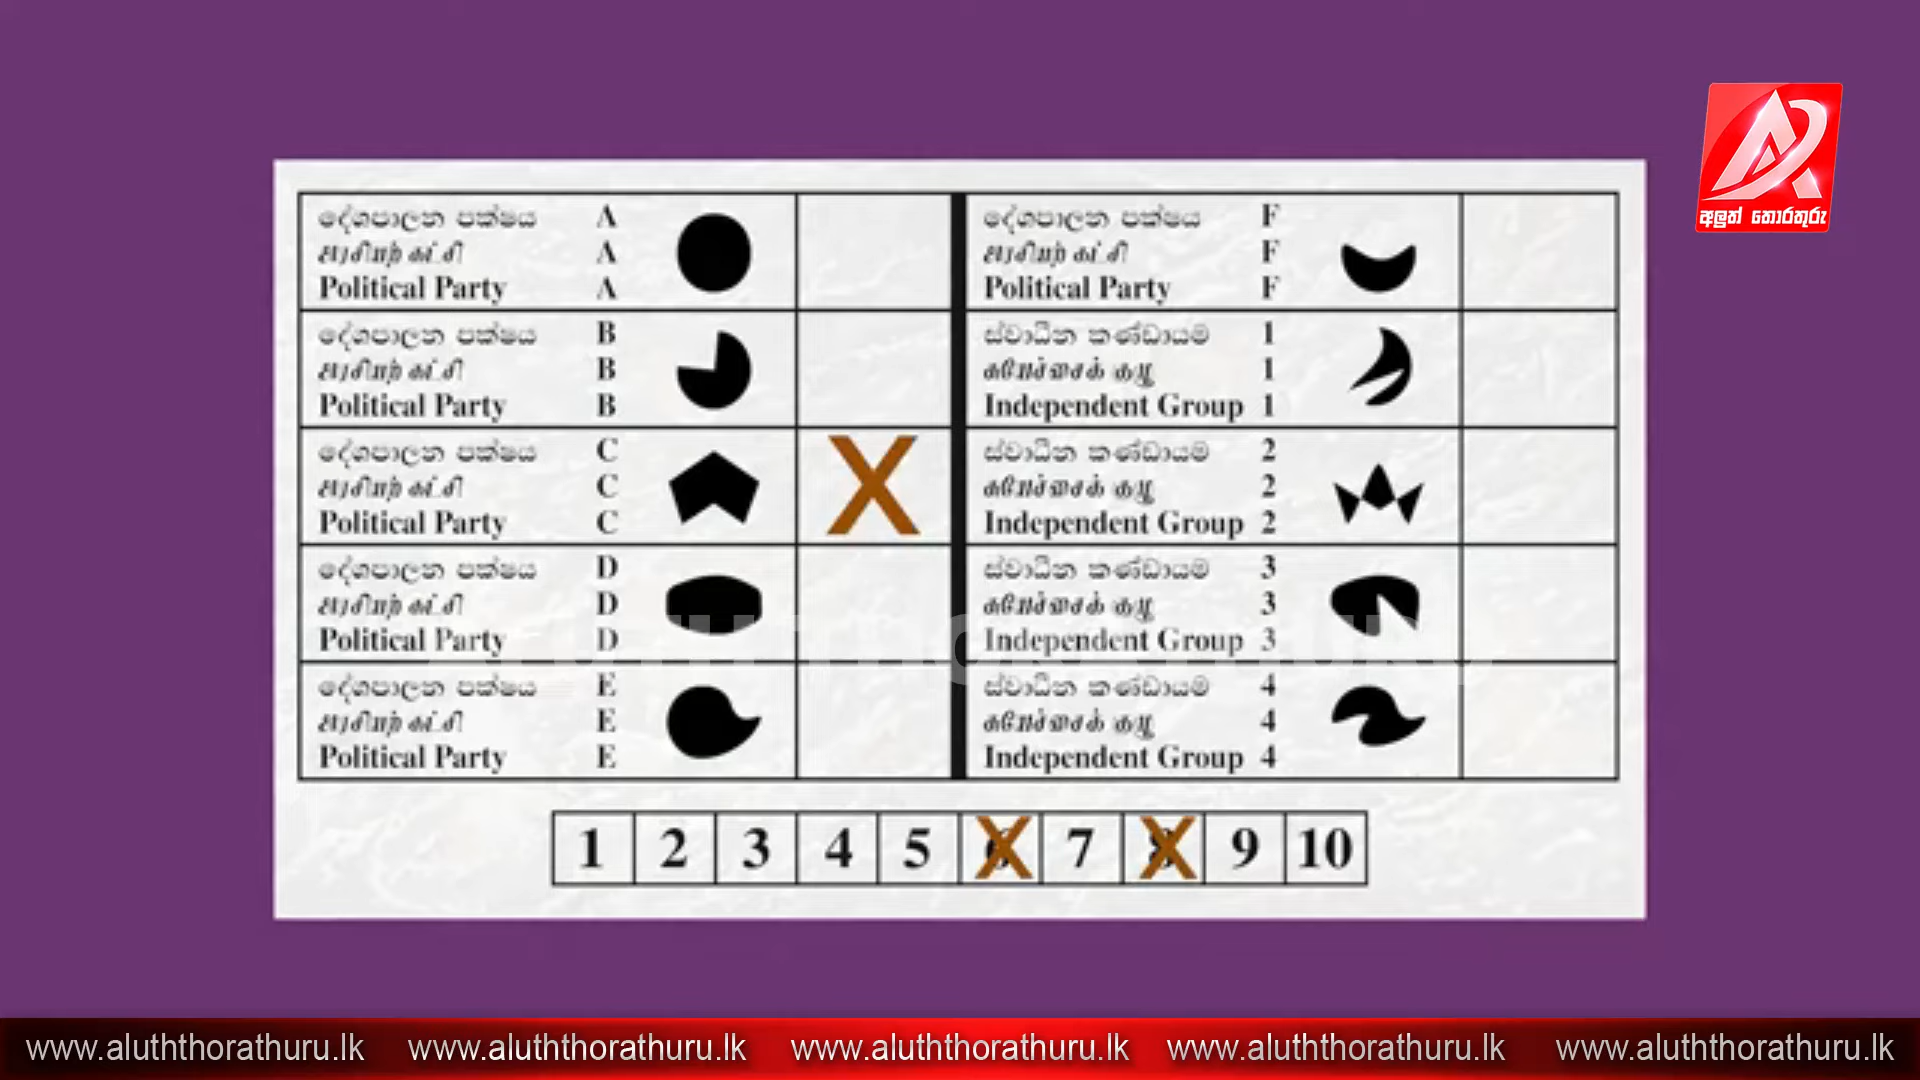 අලුත් තොරතුරු
දේශපාලන පක්ෂය A
அரசியற் கட்சி A
Political Party A
දේශපාලන පක්ෂය B
அரசியற் கட்சி B
Political Party B
දේශපාලන පක්ෂය C
அரசியற் கட்சி C
Political Party C
X
දේශපාලන පක්ෂය D
அரசியற் கட்சி D
Political Party D
දේශපාලන පක්ෂය E
அரசியற் கட்சி E
Political Party E
දේශපාලන පක්ෂය F
அரசியற் கட்சி F
Political Party F
ස්වාධීන කණ්ඩායම 1
சுயேச்சைக் குழு 1
Independent Group 1
ස්වාධීන කණ්ඩායම 2
சுயேச்சைக் குழு 2
Independent Group 2
ස්වාධීන කණ්ඩායම 3
சுயேச்சைக் குழு 3
Independent Group 3
ස්වාධීන කණ්ඩායම 4
சுயேச்சைக் குழு 4
Independent Group 4
1 2 3 4 5 6 7 8 9 10
www.aluththorathuru.lk www.aluththorathuru.lk www.aluththorathuru.lk www.aluththorathuru.lk www.aluththorathuru.lk